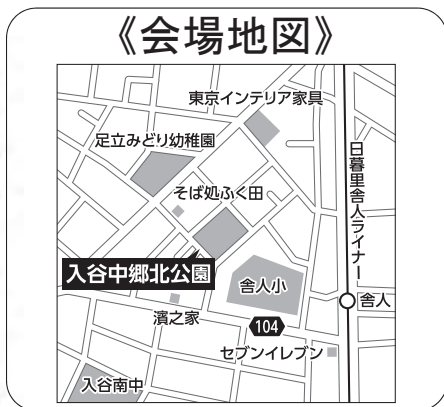 《会場地図》
東京インテリア家具
足立みどり幼稚園
日暮里舎人ライナー
そば処ふく田
入谷中郷北公園
舎人小
舎人
濱之家
104
セブンイレブン
入谷南中